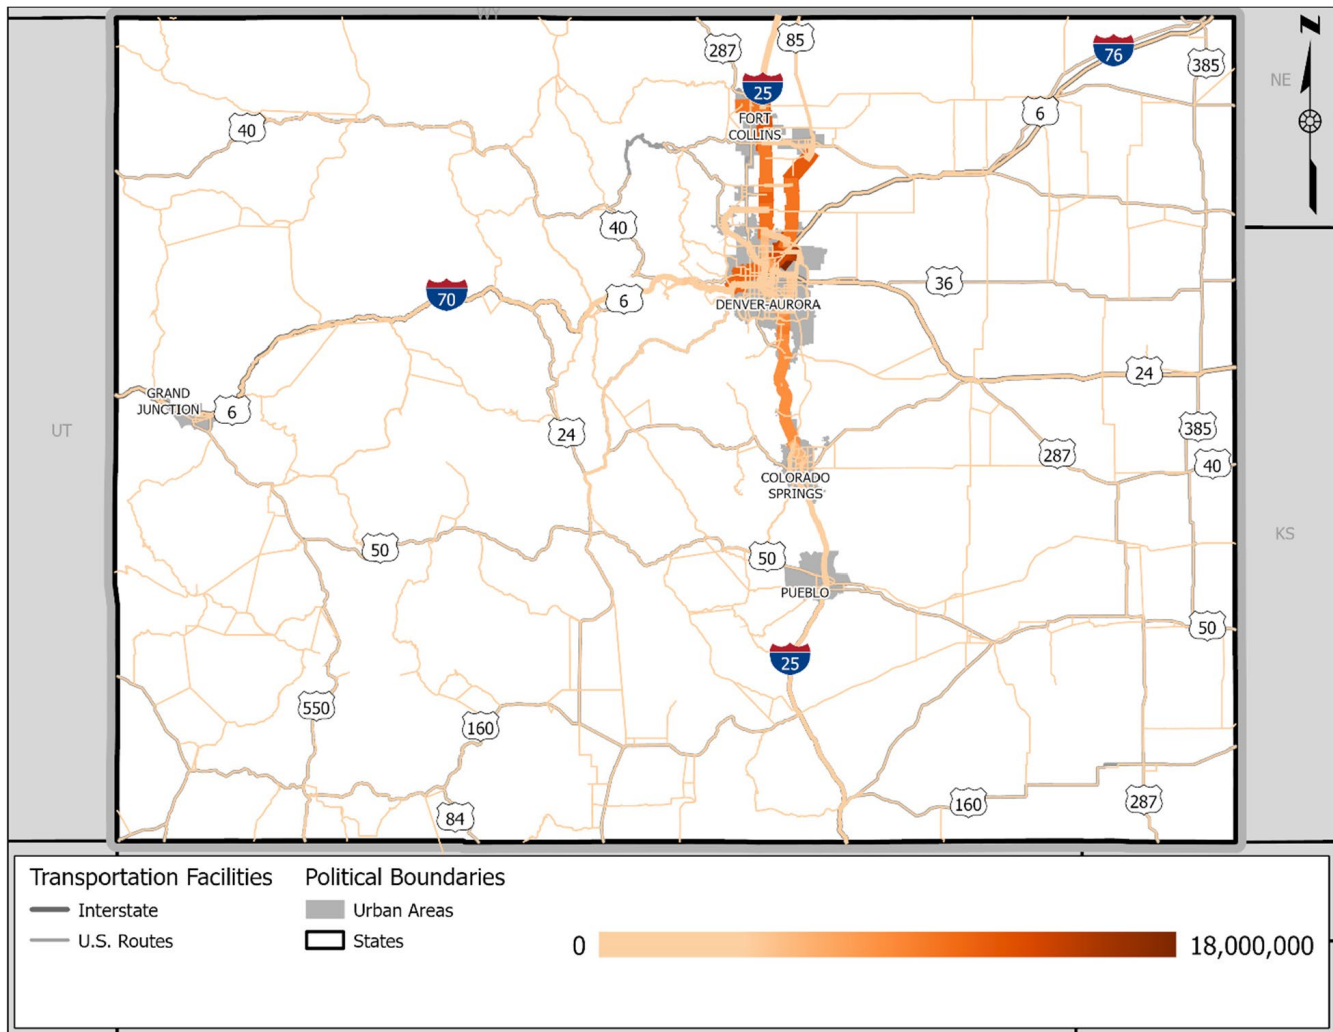 WY
N
NE
UT
KS
287
85
76
385
25
6
FORT
COLLINS
40
40
70
6
36
DENVER-AURORA
24
GRAND
JUNCTION
6
24
385
287
40
COLORADO
SPRINGS
50
50
PUEBLO
50
25
550
160
84
160
287
Transportation Facilities
Interstate
U.S. Routes
Political Boundaries
Urban Areas
States
0
18,000,000